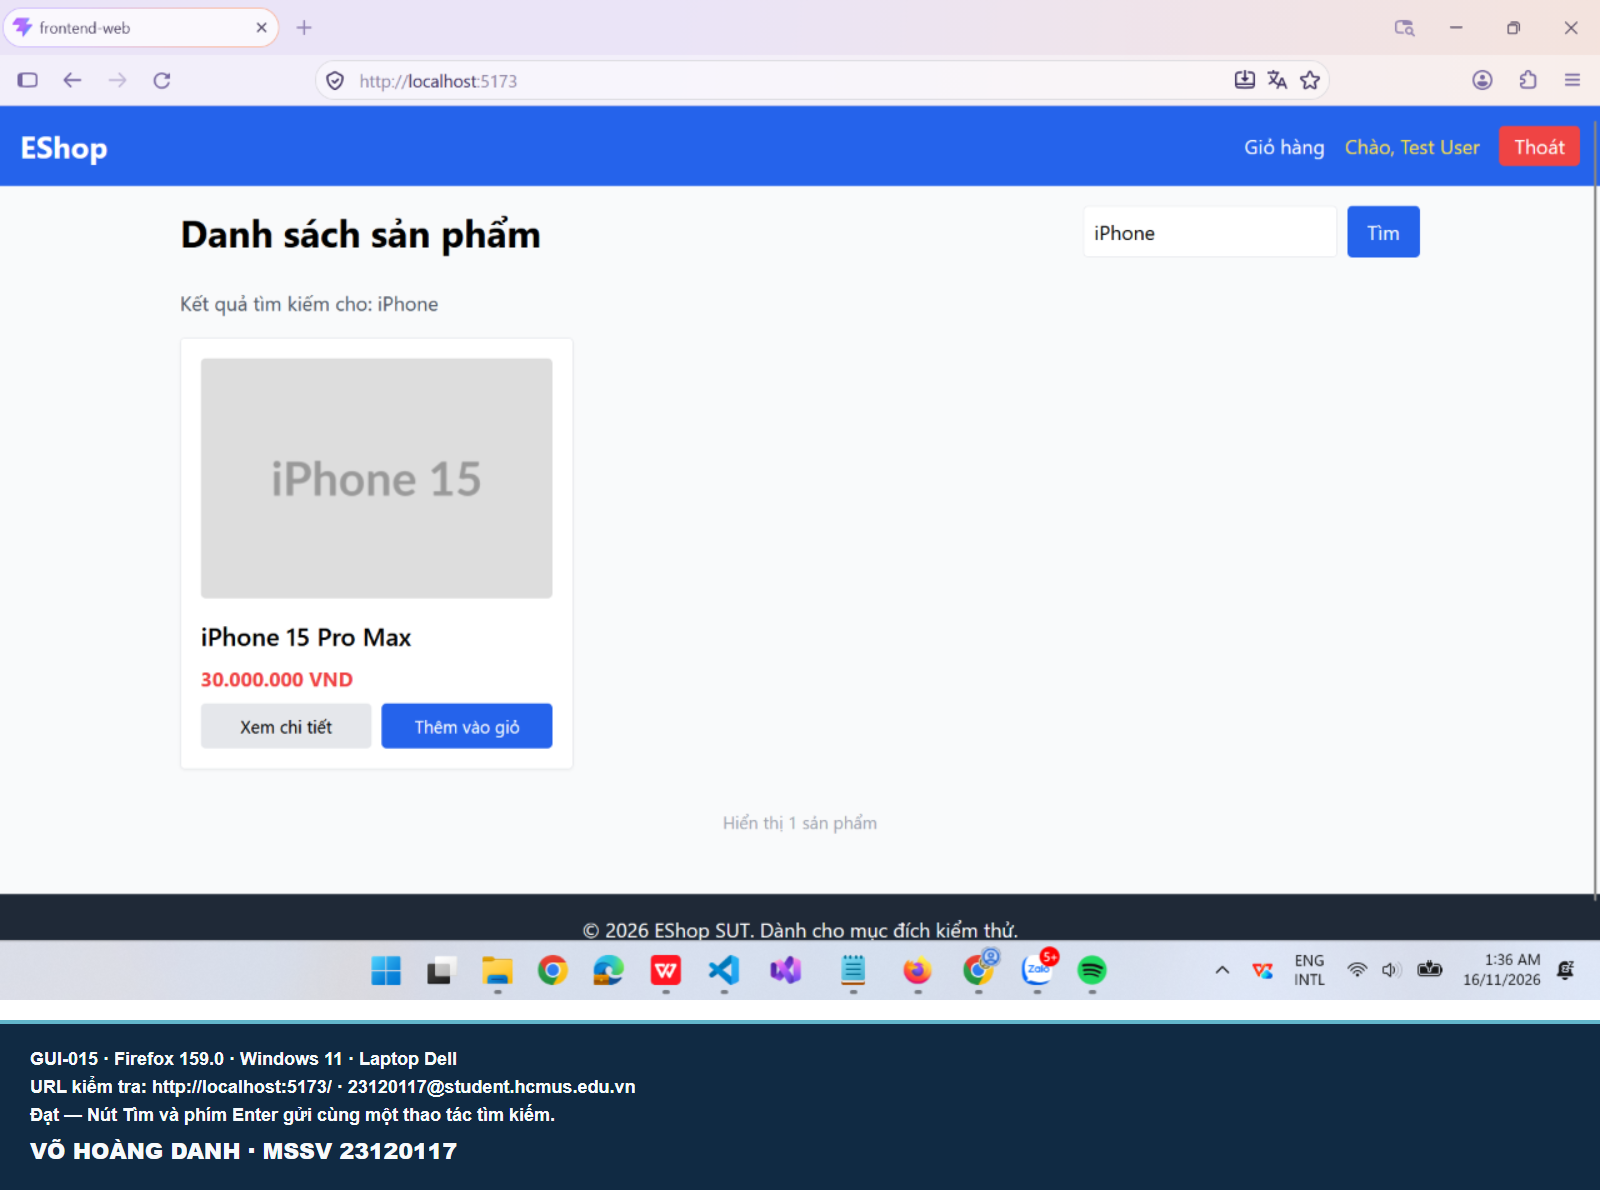 frontend-web
http://localhost:5173
EShop
Giỏ hàng
Chào, Test User
Thoát
Danh sách sản phẩm
iPhone
Tìm
Kết quả tìm kiếm cho: iPhone
iPhone 15
iPhone 15 Pro Max
30.000.000 VND
Xem chi tiết
Thêm vào giỏ
Hiển thị 1 sản phẩm
© 2026 EShop SUT. Dành cho mục đích kiểm thử.
Zalo
5+
ENG
INTL
1:36 AM
16/11/2026
GUI-015 · Firefox 159.0 · Windows 11 · Laptop Dell
URL kiểm tra: http://localhost:5173/ · 23120117@student.hcmus.edu.vn
Đạt — Nút Tìm và phím Enter gửi cùng một thao tác tìm kiếm.
VÕ HOÀNG DANH · MSSV 23120117